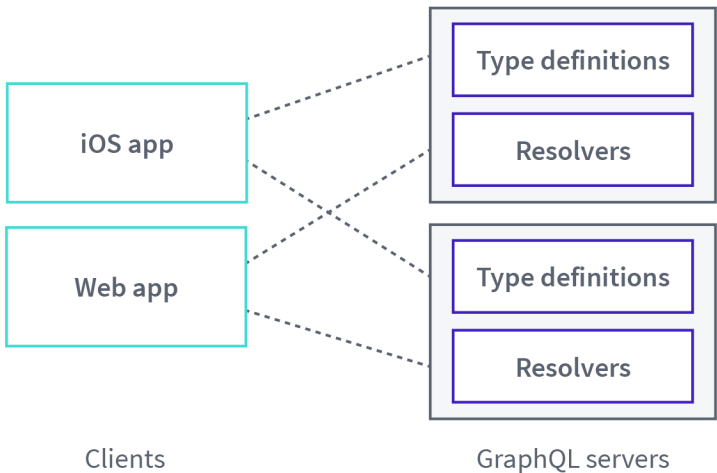 iOS app
Web app
Clients
Type definitions
Resolvers
Type definitions
Resolvers
GraphQL servers